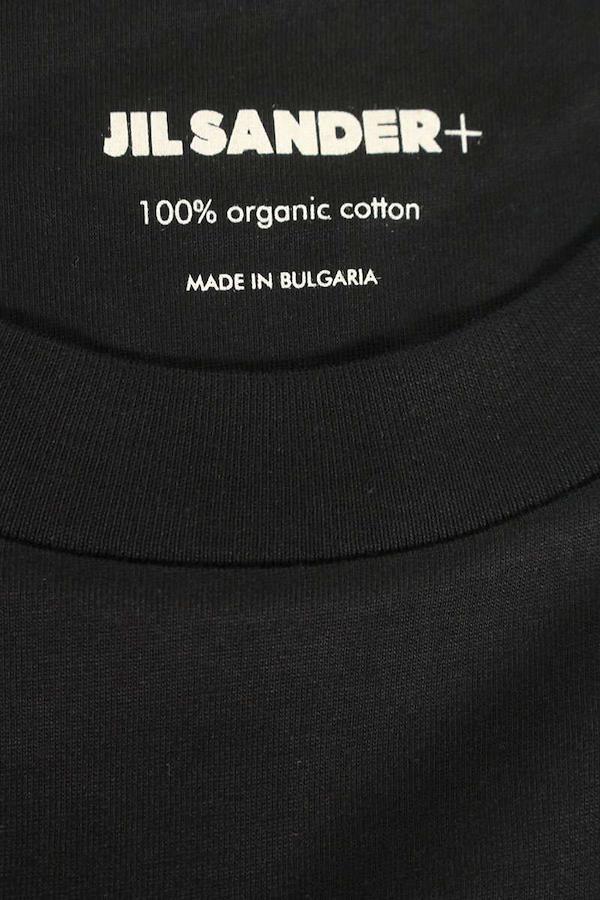 JIL SANDER+
100% organic cotton
MADE IN BULGARIA